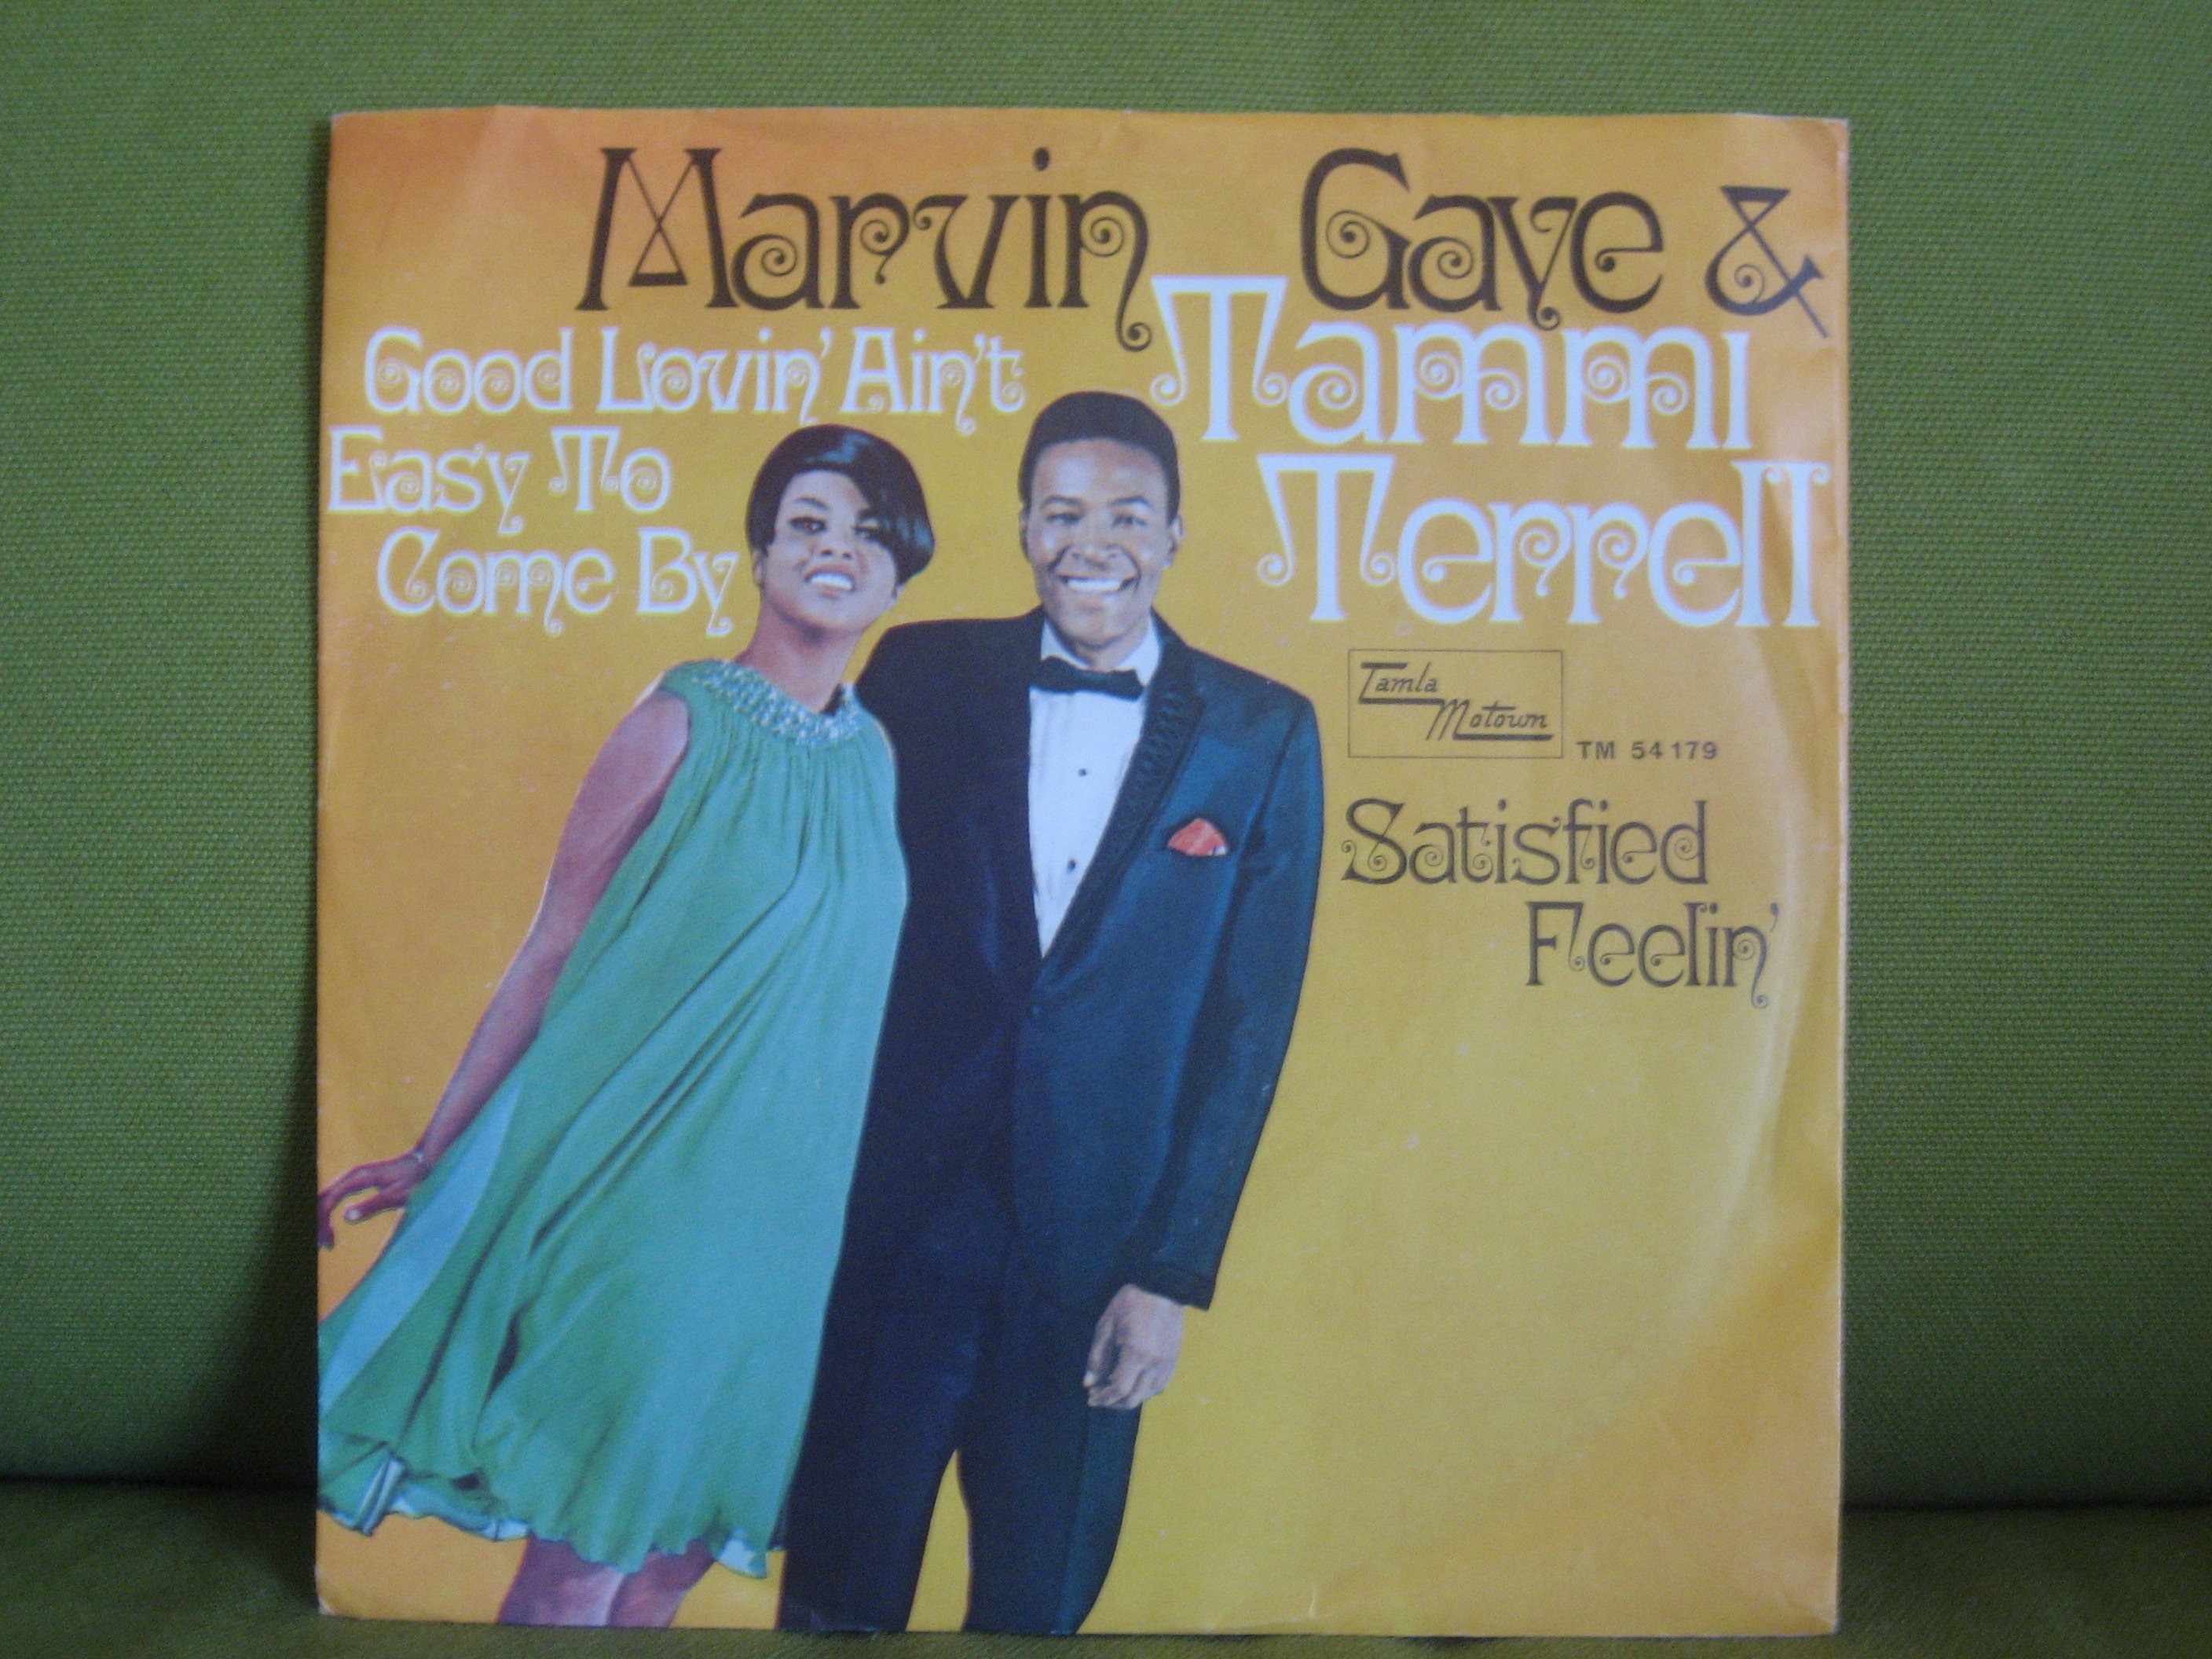 Marvin Gaye &
Tammi
Terrell
Good Lovin' Ain't
Easy To
Come By
Tamla
Motown
TM 54179
Satisfied
Feelin'